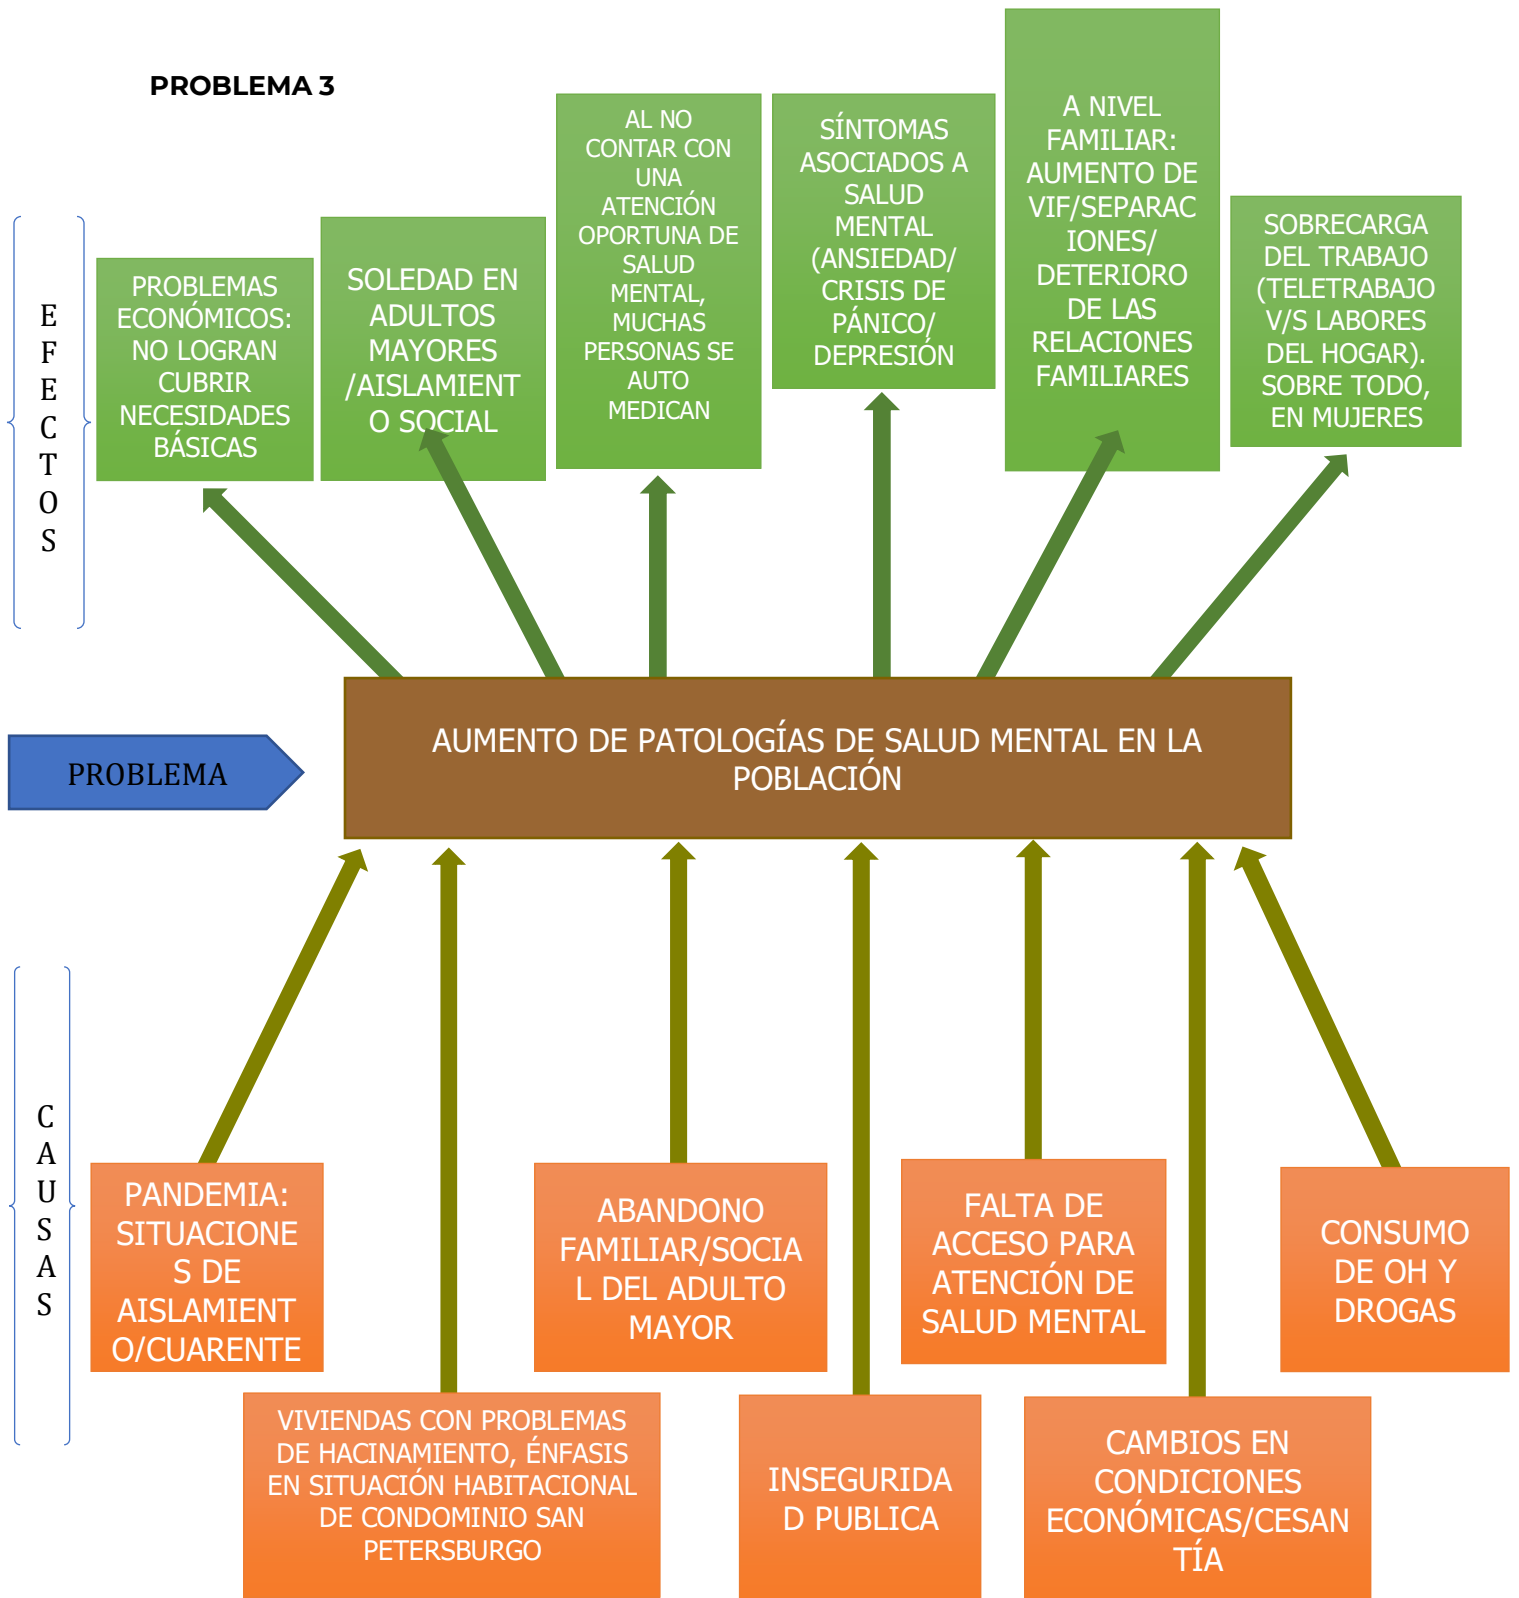 PROBLEMA 3
E
F
E
C
T
O
S
PROBLEMAS
ECONÓMICOS:
NO LOGRAN
CUBRIR
NECESIDADES
BÁSICAS
SOLEDAD EN
ADULTOS
MAYORES
/AISLAMIENT
O SOCIAL
AL NO
CONTAR CON
UNA
ATENCIÓN
OPORTUNA DE
SALUD
MENTAL,
MUCHAS
PERSONAS SE
AUTO
MEDICAN
SÍNTOMAS
ASOCIADOS A
SALUD
MENTAL
(ANSIEDAD/
CRISIS DE
PÁNICO/
DEPRESIÓN
A NIVEL
FAMILIAR:
AUMENTO DE
VIF/SEPARAC
IONES/
DETERIORO
DE LAS
RELACIONES
FAMILIARES
SOBRECARGA
DEL TRABAJO
(TELETRABAJO
V/S LABORES
DEL HOGAR).
SOBRE TODO,
EN MUJERES
PROBLEMA
AUMENTO DE PATOLOGÍAS DE SALUD MENTAL EN LA
POBLACIÓN
C
A
U
S
A
S
PANDEMIA:
SITUACIONE
S DE
AISLAMIENT
O/CUARENTE
ABANDONO
FAMILIAR/SOCIA
L DEL ADULTO
MAYOR
FALTA DE
ACCESO PARA
ATENCIÓN DE
SALUD MENTAL
CONSUMO
DE OH Y
DROGAS
VIVIENDAS CON PROBLEMAS
DE HACINAMIENTO, ÉNFASIS
EN SITUACIÓN HABITACIONAL
DE CONDOMINIO SAN
PETERSBURGO
INSEGURIDA
D PUBLICA
CAMBIOS EN
CONDICIONES
ECONÓMICAS/CESAN
TÍA